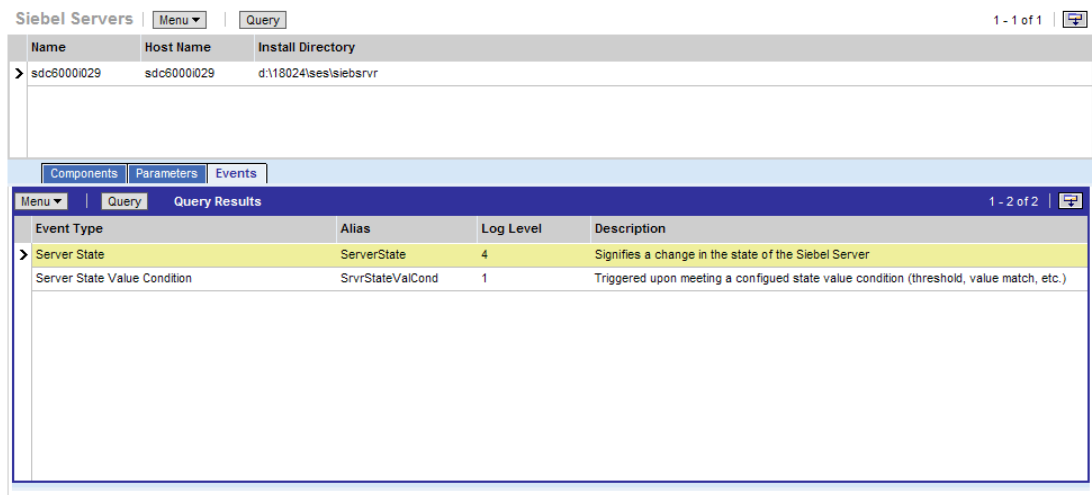 Siebel Servers | Menu | Query 1 - 1 of 1
Name Host Name Install Directory
sdc6000i029 sdc6000i029 d:\18024\ses\siebsrvr
Components Parameters Events
Menu | Query Query Results 1 - 2 of 2
Event Type Alias Log Level Description
Server State ServerState 4 Signifies a change in the state of the Siebel Server
Server State Value Condition SrvrStateValCond 1 Triggered upon meeting a configued state value condition (threshold, value match, etc.)